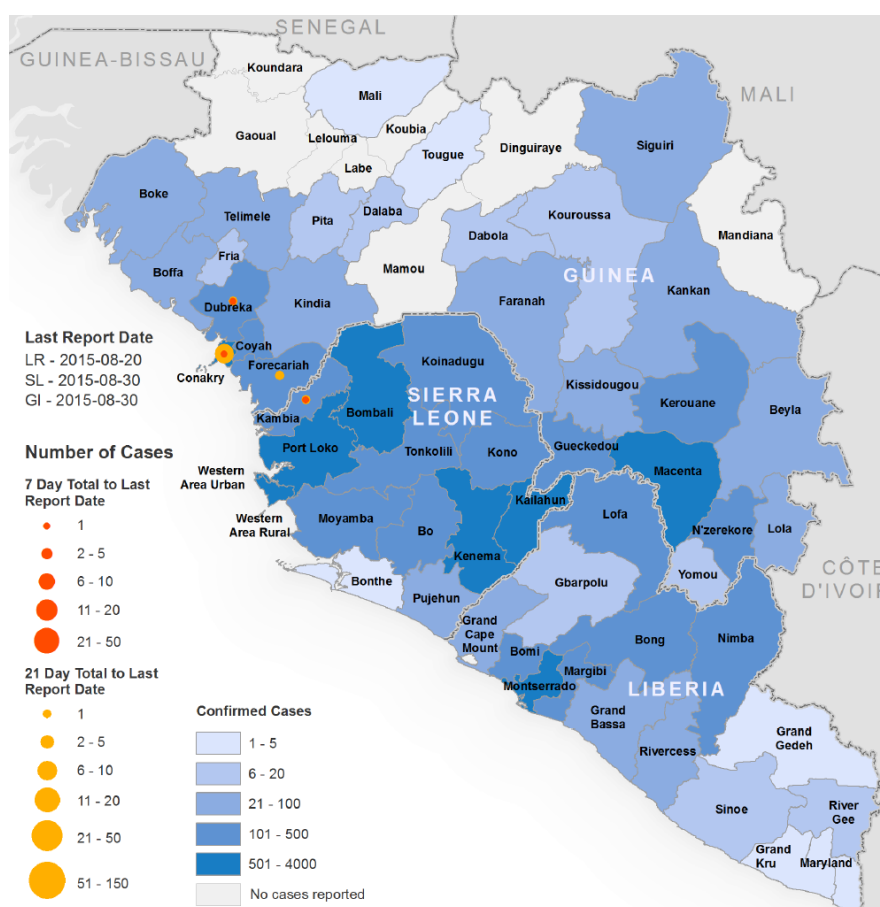 SENEGAL
GUINEA-BISSAU
Koundara
Mali
MALI
Gaoual
Lelouma
Koubia
Labe
Tougue
Dinguiraye
Siguiri
Boke
Telimele
Pita
Dalaba
Kouroussa
Dabola
Mandiana
Fria
Boffa
Mamou
GUINEA
Kankan
Dubreka
Kindia
Faranah
Last Report Date
LR - 2015-08-20
SL - 2015-08-30
GI - 2015-08-30
Coyah
Conakry
Forecariah
Koinadugu
Kissidougou
Kerouane
Beyla
Kambia
Bombali
SIERRA
LEONE
Port Loko
Tonkolili
Kono
Gueckedou
Macenta
Western
Area Urban
Western
Area Rural
Moyamba
Bo
Kenema
Kailahun
Lofa
N'zerekore
Lola
Yomou
CÔTE
D'IVOIR
Bonthe
Pujehun
Gbarpolu
Grand
Cape
Mount
Bomi
Bong
Nimba
Margibi
Montserrado
LIBERIA
Grand
Bassa
Rivercess
Grand
Gedeh
Sinoe
River
Gee
Grand
Kru
Maryland
Number of Cases
7 Day Total to Last
Report Date
1
2 - 5
6 - 10
11 - 20
21 - 50
21 Day Total to Last
Report Date
1
2 - 5
6 - 10
11 - 20
21 - 50
51 - 150
Confirmed Cases
1 - 5
6 - 20
21 - 100
101 - 500
501 - 4000
No cases reported